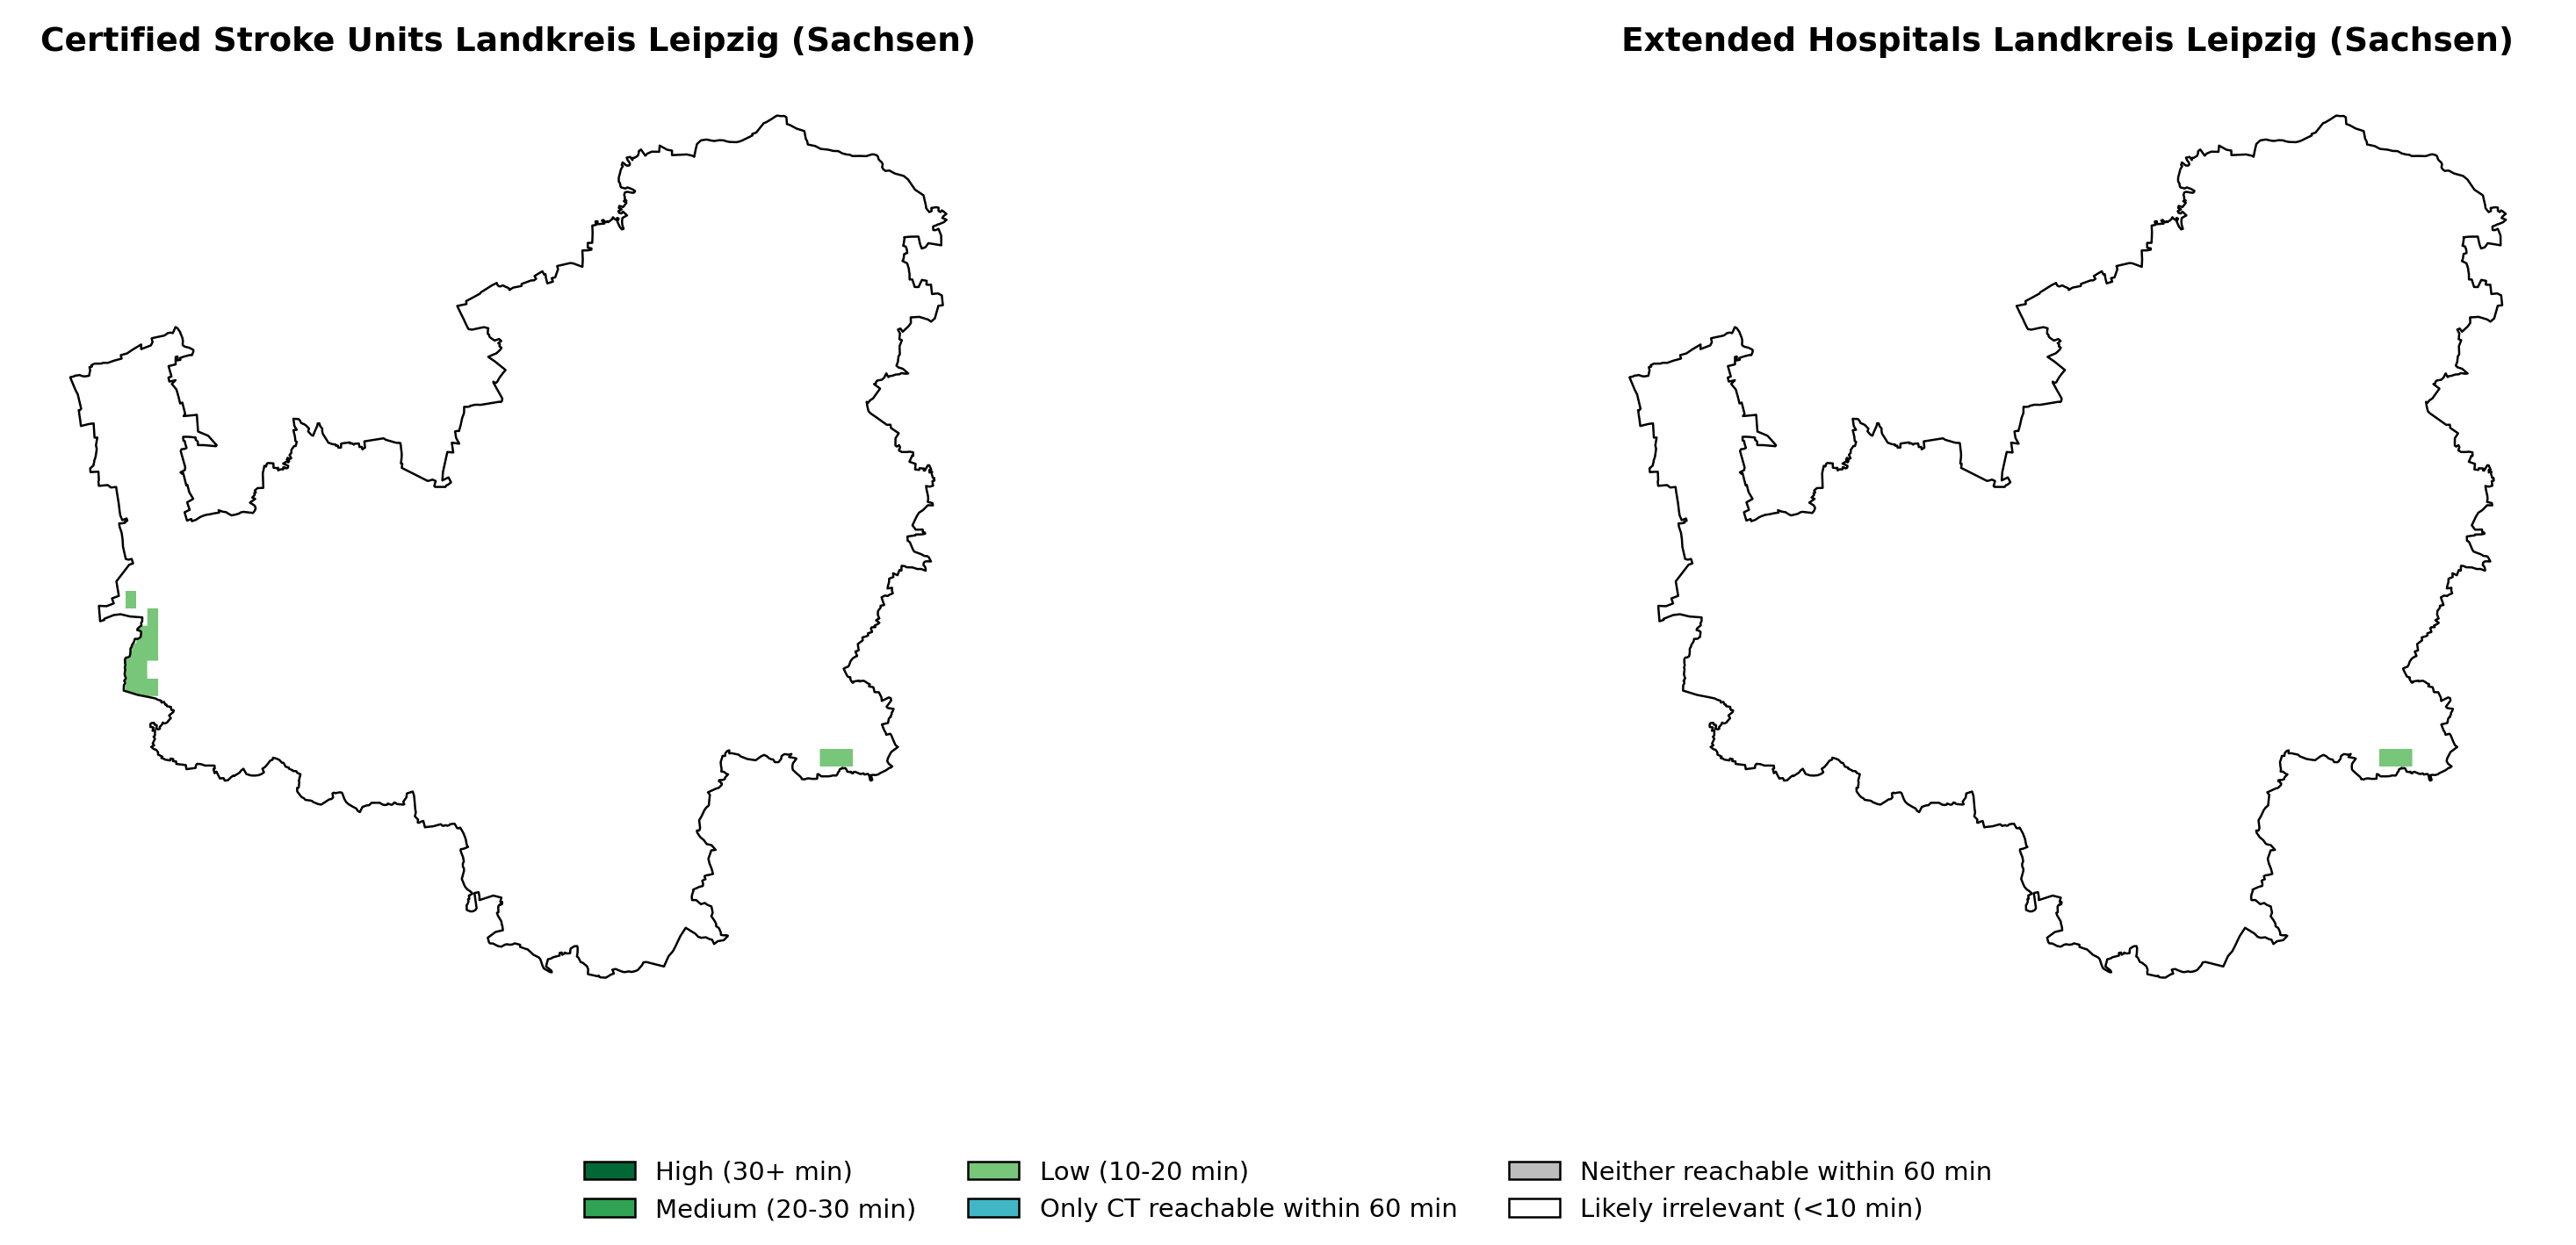 Certified Stroke Units Landkreis Leipzig (Sachsen)
Extended Hospitals Landkreis Leipzig (Sachsen)
High (30+ min)
Medium (20-30 min)
Low (10-20 min)
Only CT reachable within 60 min
Neither reachable within 60 min
Likely irrelevant (<10 min)